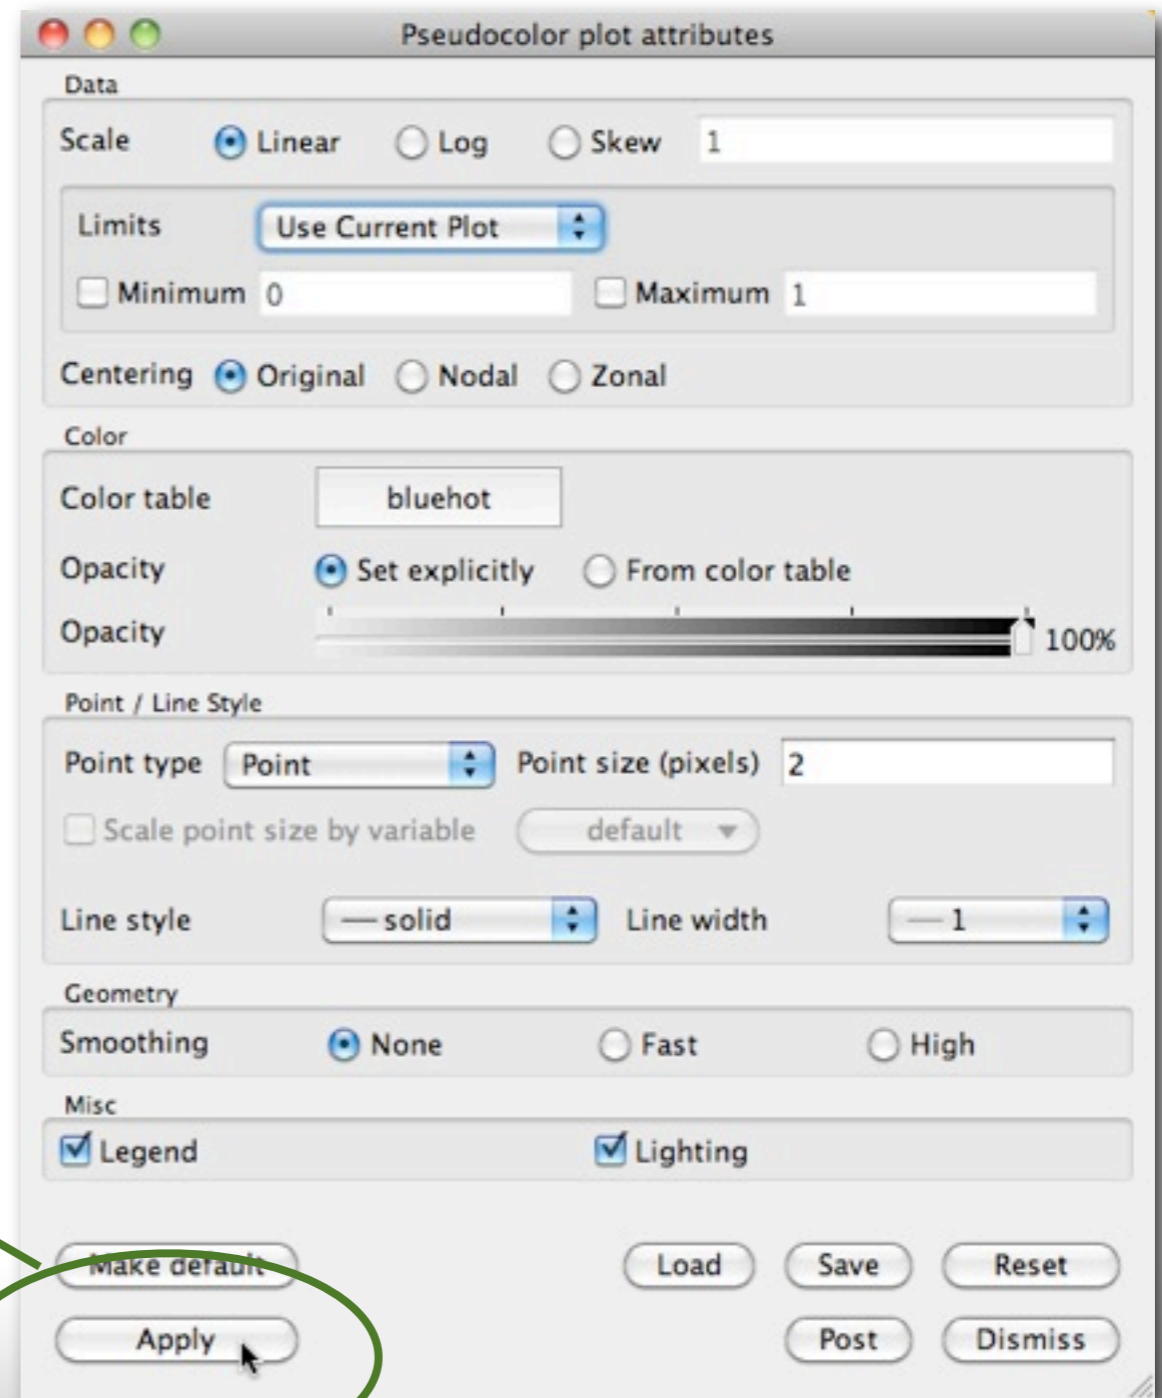 Pseudocolor plot attributes
Data
Scale Linear Log Skew 1
Limits Use Current Plot
Minimum 0 Maximum 1
Centering Original Nodal Zonal
Color
Color table bluehot
Opacity Set explicitly From color table
Opacity 100%
Point / Line Style
Point type Point Point size (pixels) 2
Scale point size by variable default
Line style solid Line width 1
Geometry
Smoothing None Fast High
Misc
Legend Lighting
Make default Load Save Reset
Apply Post Dismiss